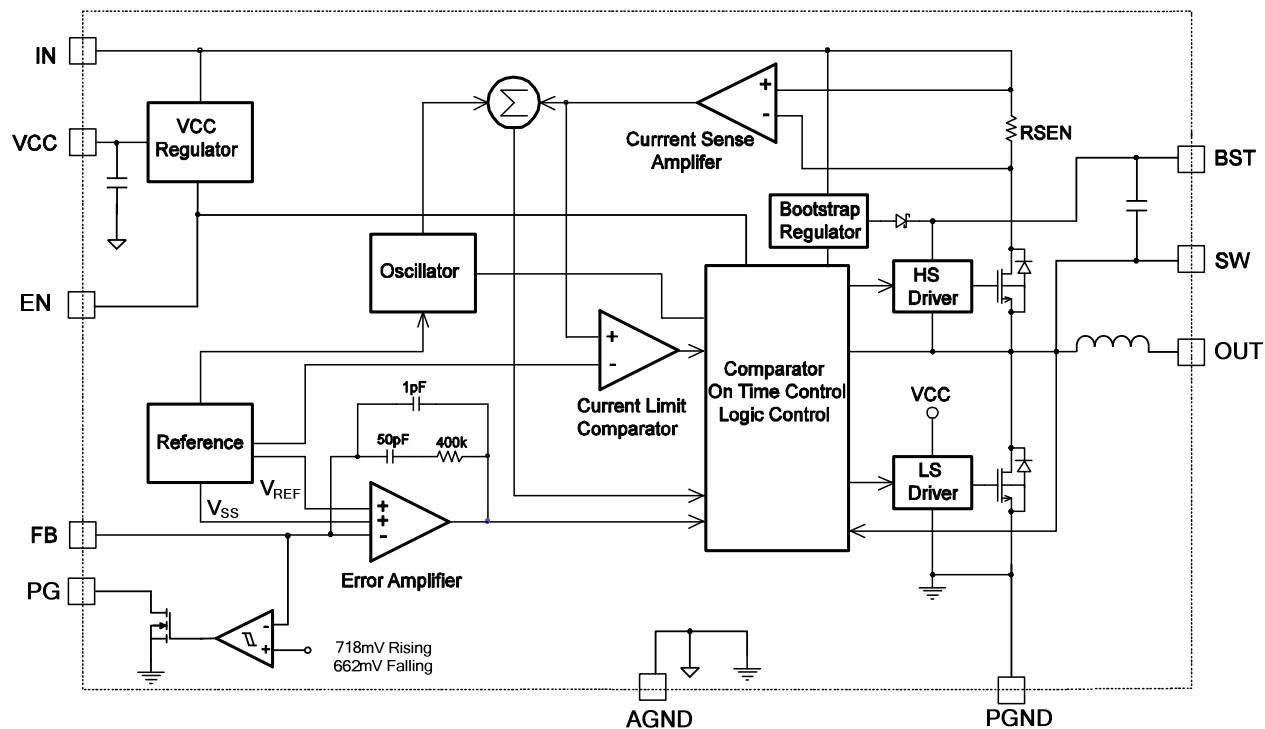 IN
VCC
VCC
Regulator
EN
Σ
+
-
Currrent Sense
Amplifer
RSEN
BST
Bootstrap
Regulator
SW
Oscillator
HS
Driver
OUT
+
-
Current Limit
Comparator
Comparator
On Time Control
Logic Control
VCC
Reference
1pF
50pF
400k
LS
Driver
VREF
VSS
+
+
-
FB
Error Amplifier
PG
-
+
718mV Rising
662mV Falling
AGND
PGND